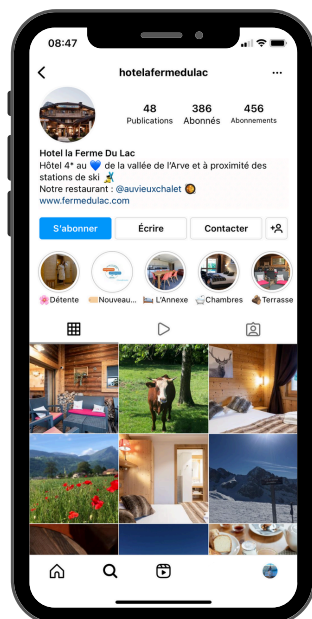 08:47
hotelafermedulac
48 386 456
Publications Abonnés Abonnements
Hotel la Ferme Du Lac
Hôtel 4* au 💙 de la vallée de l'Arve et à proximité des
stations de ski
Notre restaurant : @auvieuxchalet
www.fermedulac.com
S'abonner Écrire Contacter
Détente Nouveau... L'Annexe Chambres Terrasse